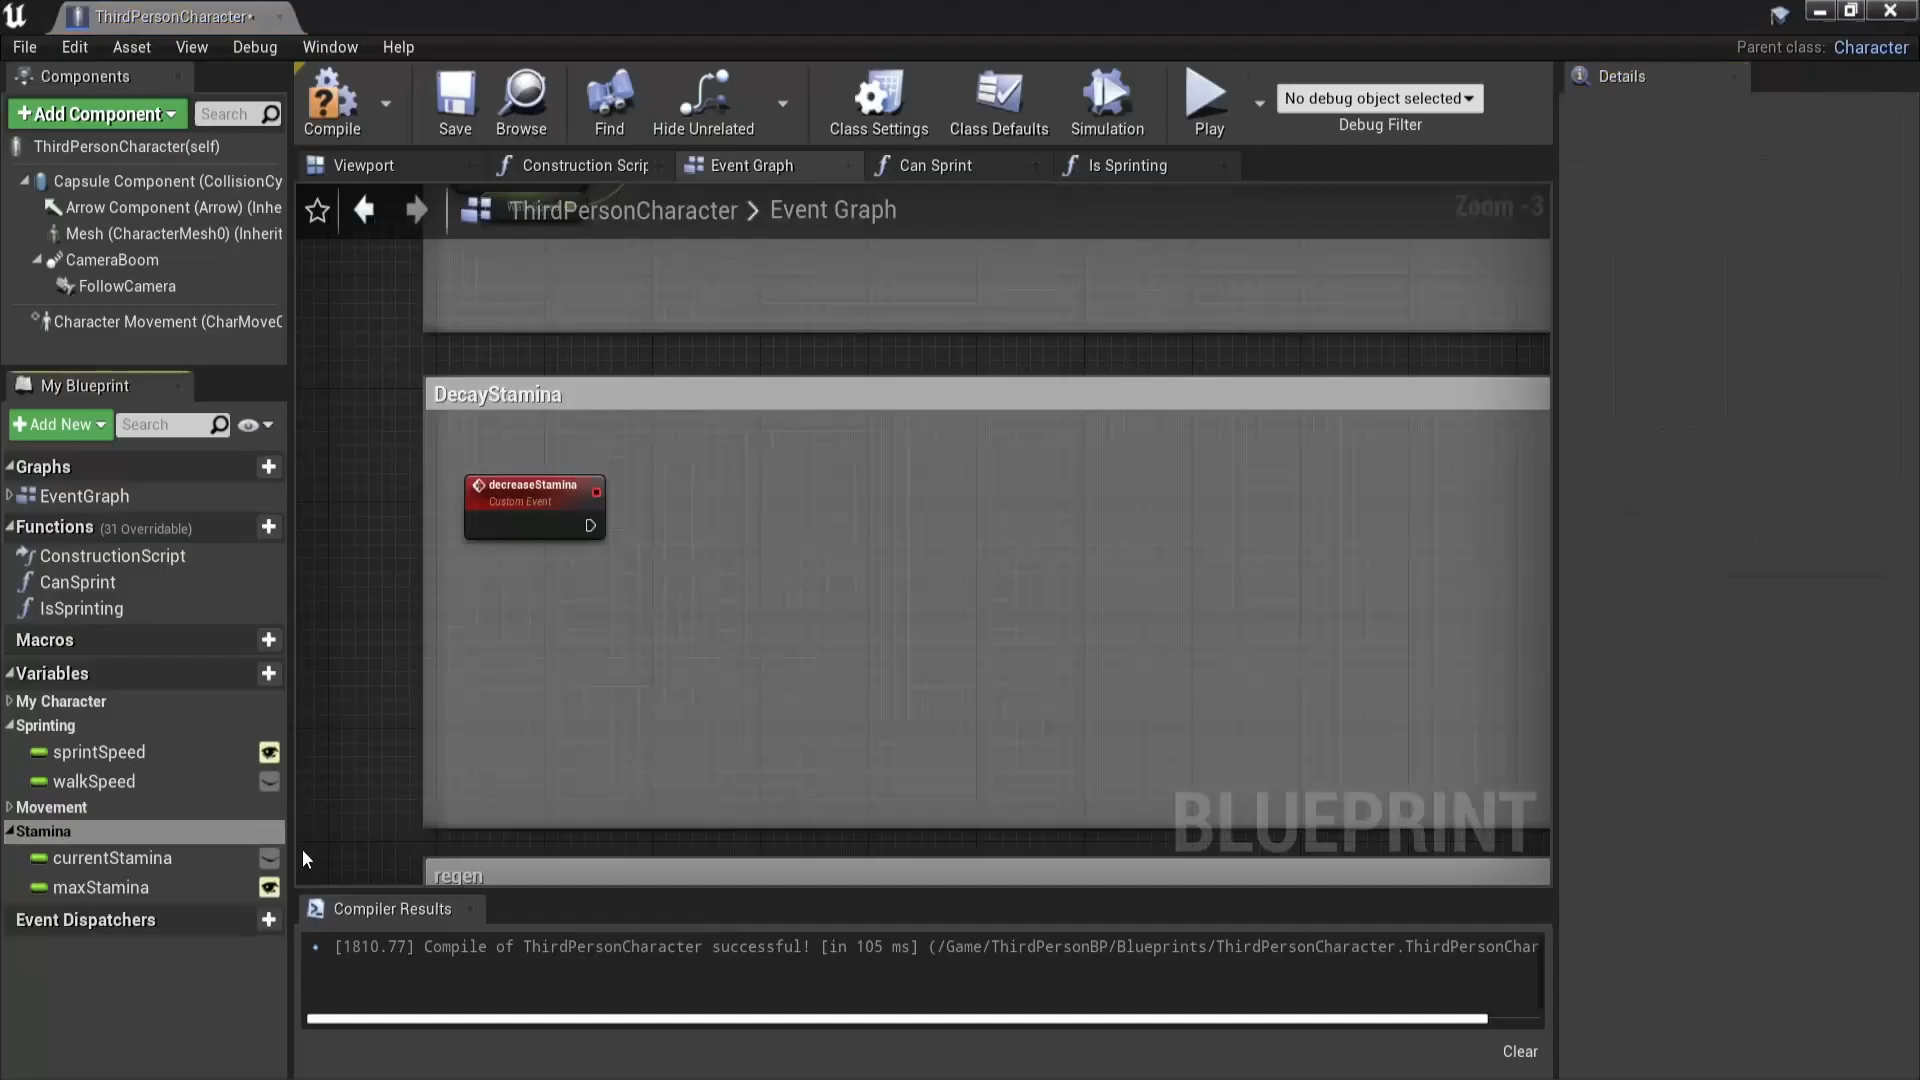 ThirdPersonCharacter*
File Edit Asset View Debug Window Help
Parent class: Character
Components
+Add Component
Search
ThirdPersonCharacter(self)
Capsule Component (CollisionCy
Arrow Component (Arrow) (Inhe
Mesh (CharacterMesh0) (Inherit
CameraBoom
FollowCamera
Character Movement (CharMoveC
My Blueprint
+Add New
Search
Graphs
EventGraph
Functions (31 Overridable)
ConstructionScript
CanSprint
IsSprinting
Macros
Variables
My Character
Sprinting
sprintSpeed
walkSpeed
Movement
Stamina
currentStamina
maxStamina
Event Dispatchers
Compile
Save
Browse
Find
Hide Unrelated
Class Settings
Class Defaults
Simulation
Play
No debug object selected
Debug Filter
Viewport
Construction Scrip
Event Graph
Can Sprint
Is Sprinting
ThirdPersonCharacter > Event Graph
Zoom -3
DecayStamina
decreaseStamina
Custom Event
BLUEPRINT
regen
Compiler Results
[1810.77] Compile of ThirdPersonCharacter successful! [in 105 ms] (/Game/ThirdPersonBP/Blueprints/ThirdPersonCharacter.ThirdPersonChar
Clear
Details